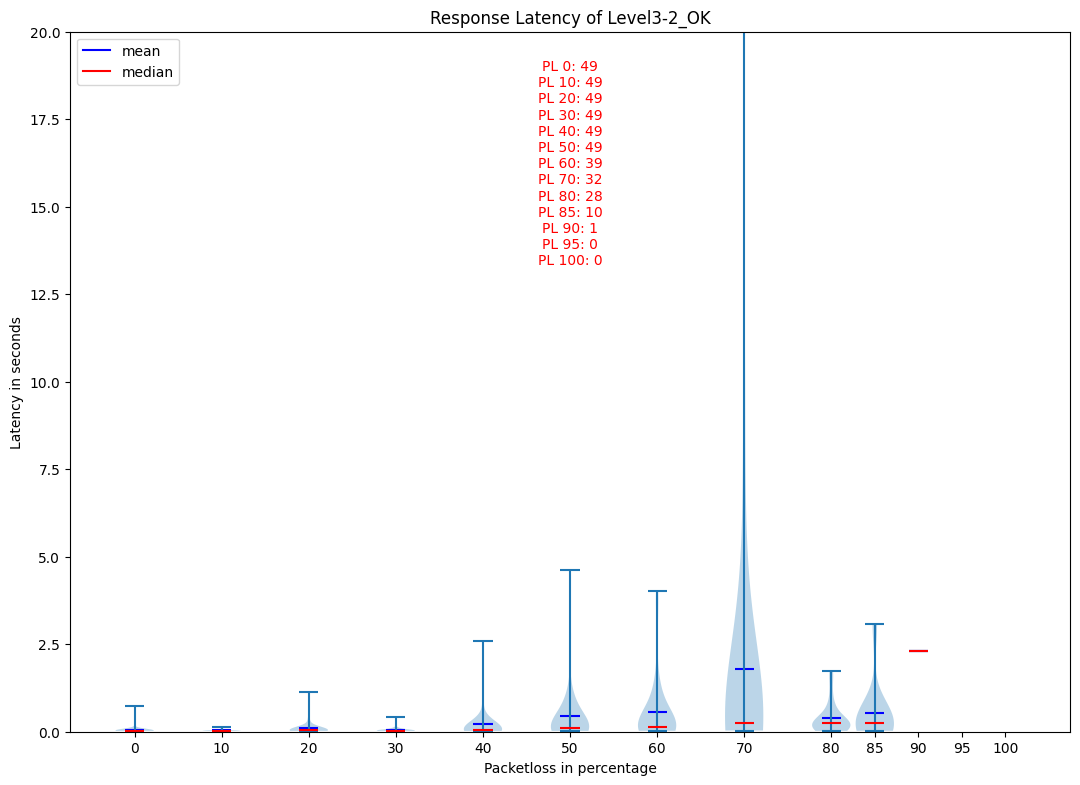 Response Latency of Level3-2_OK
mean
median
PL 0: 49
PL 10: 49
PL 20: 49
PL 30: 49
PL 40: 49
PL 50: 49
PL 60: 39
PL 70: 32
PL 80: 28
PL 85: 10
PL 90: 1
PL 95: 0
PL 100: 0
Latency in seconds
20.0
17.5
15.0
12.5
10.0
7.5
5.0
2.5
0.0
0 10 20 30 40 50 60 70 80 85 90 95 100
Packetloss in percentage